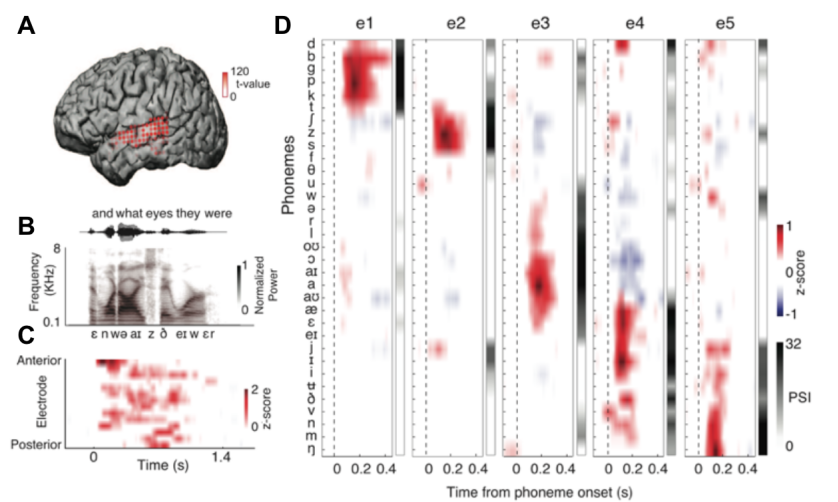 A
120
t-value
0
B
and what eyes they were
8
Frequency
(KHz)
0.1
1
0
Normalized
Power
ɛ n wə aɪ z ð eɪ w ɛr
C
Anterior
Electrode
Posterior
2
0
z-score
0 1.4
Time (s)
D
e1 e2 e3 e4 e5
Phonemes
d
b
g
p
k
t
ʃ
z
s
f
θ
u
w
ə
r
l
oʊ
ɔ
aɪ
a
aʊ
æ
ɛ
eɪ
j
ɪ
i
ʉ
ð
v
n
m
ŋ
0 0.2 0.4 0 0.2 0.4 0 0.2 0.4 0 0.2 0.4 0 0.2 0.4
Time from phoneme onset (s)
1
0
-1
z-score
32
PSI
0